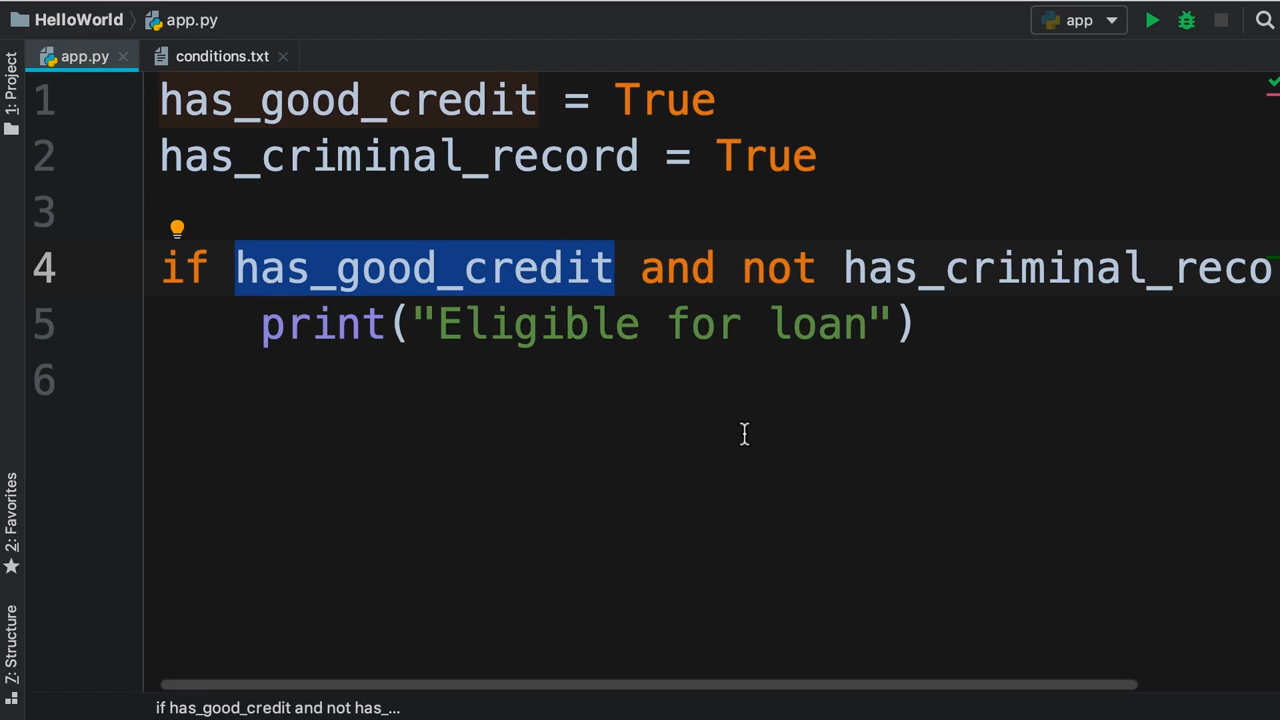 HelloWorld app.py app
app.py conditions.txt
1: Project
1 has_good_credit = True
2 has_criminal_record = True
3
4 if has_good_credit and not has_criminal_reco
5 print("Eligible for loan")
6
2: Favorites
7: Structure
if has_good_credit and not has_...